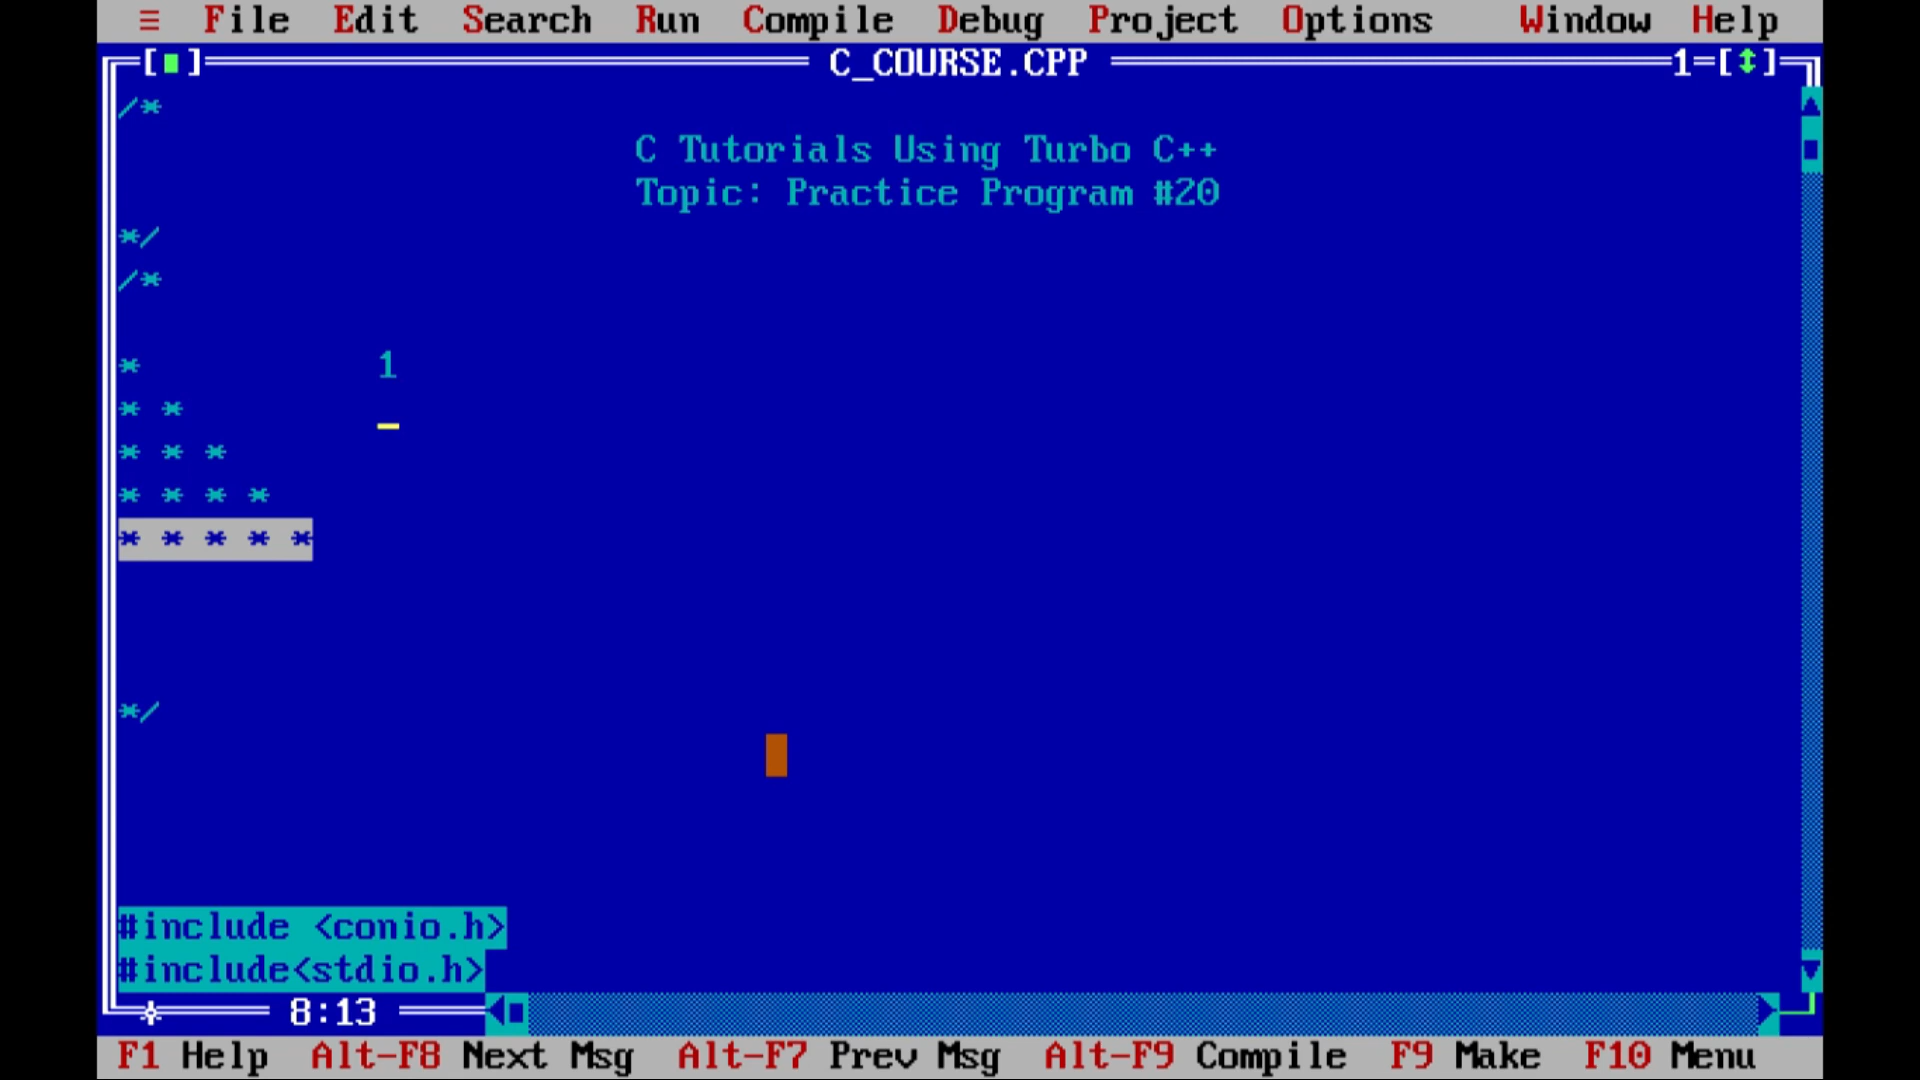 ≡ File Edit Search Run Compile Debug Project Options Window Help
[■] C_COURSE.CPP 1=[↕]
/*
C Tutorials Using Turbo C++
Topic: Practice Program #20
*/
/*
* 1
* *
* * *
* * * *
* * * * *
*/
#include <conio.h>
#include<stdio.h>
8:13
F1 Help Alt-F8 Next Msg Alt-F7 Prev Msg Alt-F9 Compile F9 Make F10 Menu